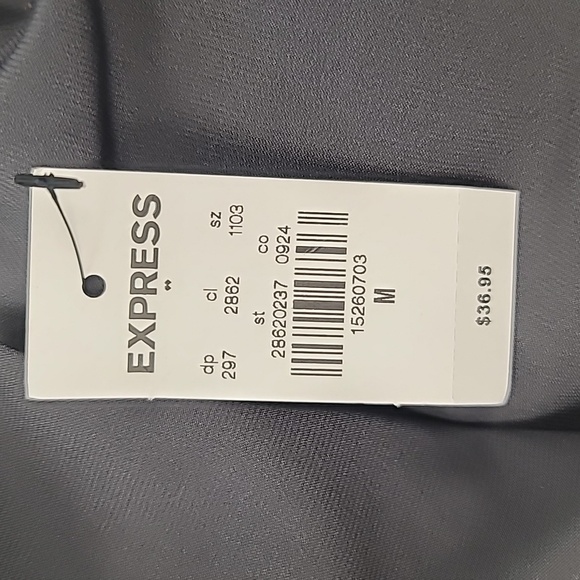 EXPRESS
dp cl sz
297 2862 1103
st co
28620237 0924
15260703
M
$36.95